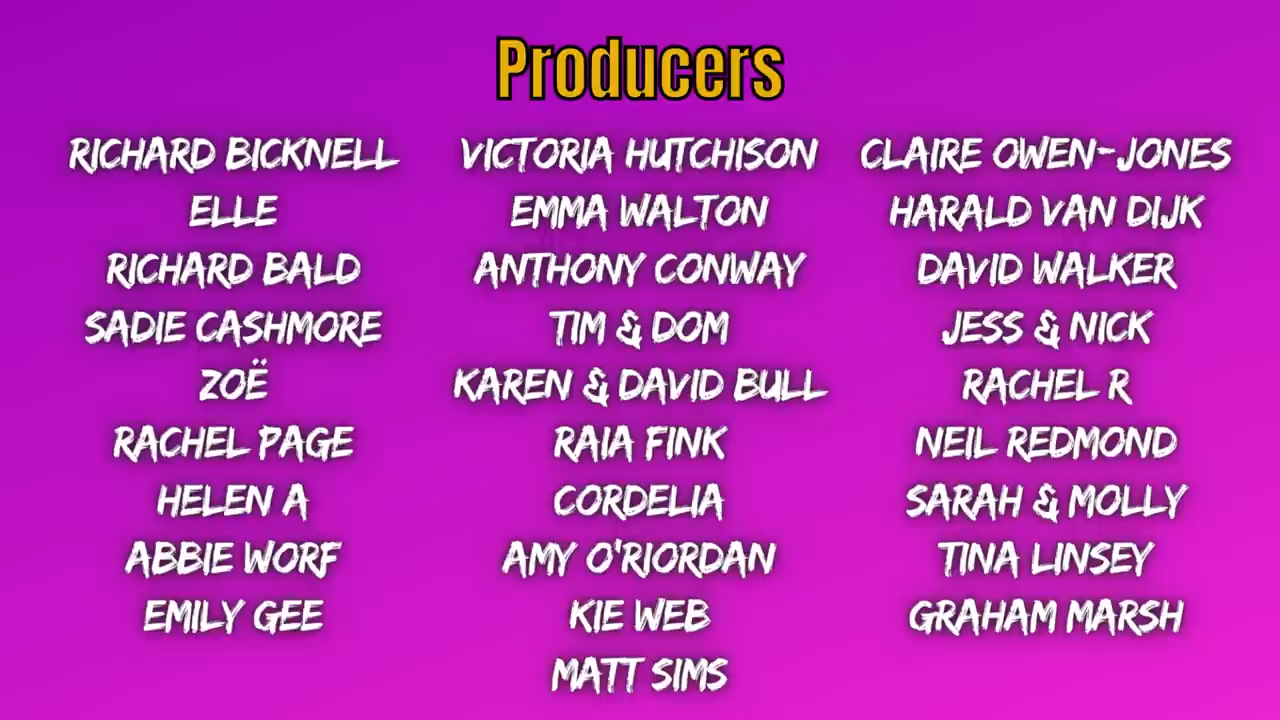 Producers
RICHARD BICKNELL
ELLE
RICHARD BALD
SADIE CASHMORE
ZOË
RACHEL PAGE
HELEN A
ABBIE WORF
EMILY GEE
VICTORIA HUTCHISON
EMMA WALTON
ANTHONY CONWAY
TIM & DOM
KAREN & DAVID BULL
RAIA FINK
CORDELIA
AMY O'RIORDAN
KIE WEB
MATT SIMS
CLAIRE OWEN-JONES
HARALD VAN DIJK
DAVID WALKER
JESS & NICK
RACHEL R
NEIL REDMOND
SARAH & MOLLY
TINA LINSEY
GRAHAM MARSH